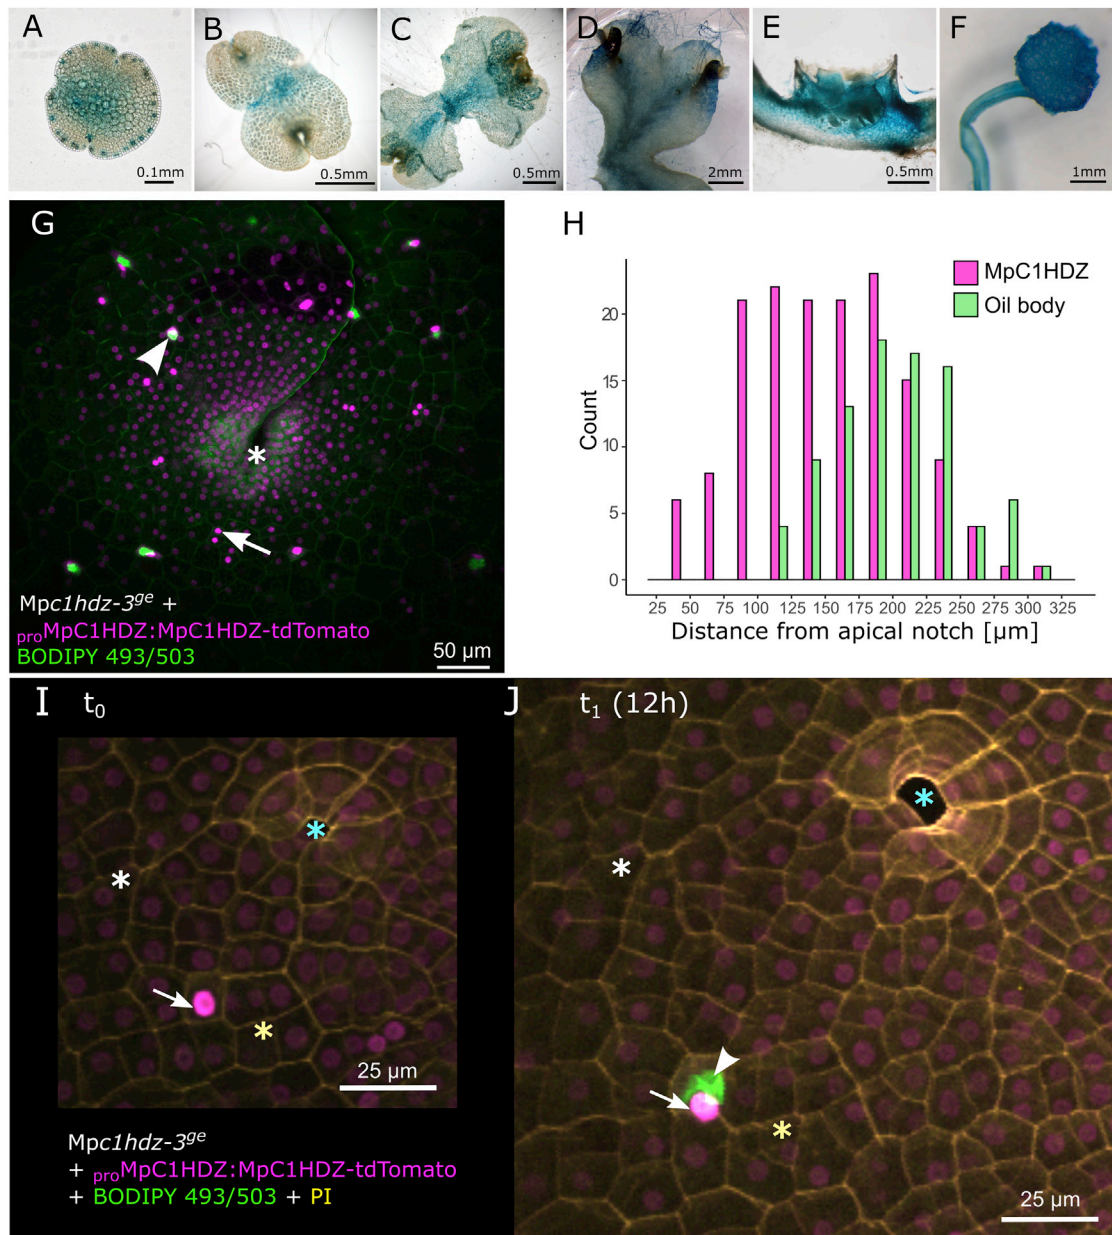 A
B
C
D
E
F
0.1mm
0.5mm
0.5mm
2mm
0.5mm
1mm
G
*
Mpc1hdz-3ge +
proMpC1HDZ:MpC1HDZ-tdTomato
BODIPY 493/503
50 µm
H
MpC1HDZ
Oil body
Count
20
15
10
5
0
25 50 75 100 125 150 175 200 225 250 275 300 325
Distance from apical notch [µm]
I t0
*
*
*
25 µm
Mpc1hdz-3ge
+ proMpC1HDZ:MpC1HDZ-tdTomato
+ BODIPY 493/503 + PI
J t1 (12h)
*
*
*
25 µm